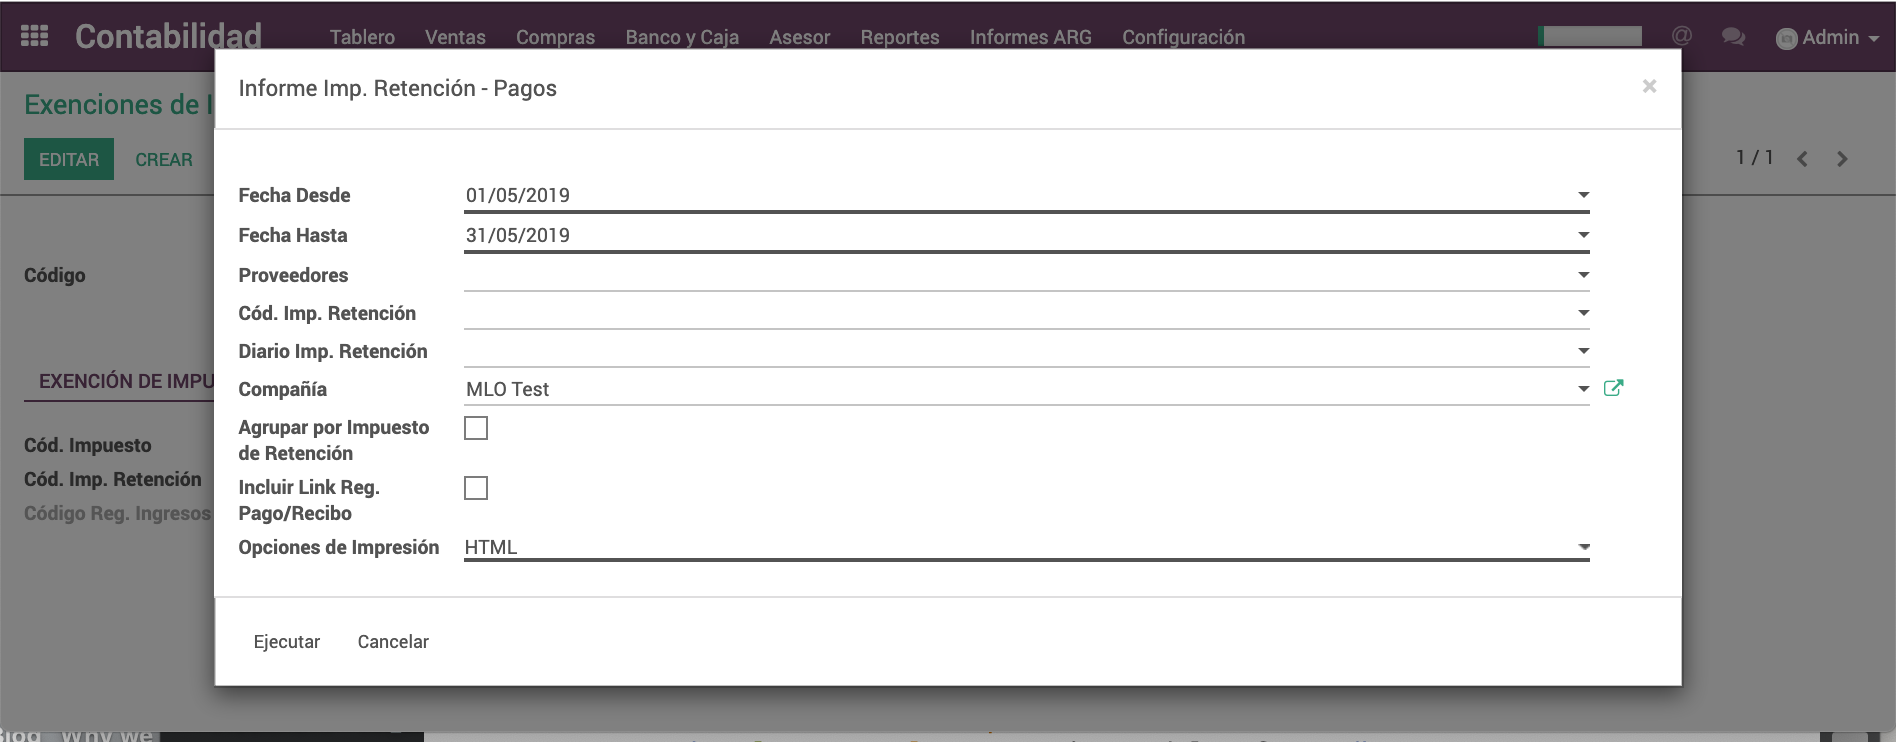 Contabilidad Tablero Ventas Compras Banco y Caja Asesor Reportes Informes ARG Configuración @ Admin
Informe Imp. Retención - Pagos ×
Exenciones de I
EDITAR CREAR 1 / 1
Fecha Desde 01/05/2019
Fecha Hasta 31/05/2019
Código
Proveedores
Cód. Imp. Retención
Diario Imp. Retención
EXENCIÓN DE IMPU
Compañía MLO Test
Agrupar por Impuesto
de Retención
Cód. Impuesto
Cód. Imp. Retención
Incluir Link Reg.
Pago/Recibo
Código Reg. Ingresos
Opciones de Impresión HTML
Ejecutar Cancelar
Blog Why we